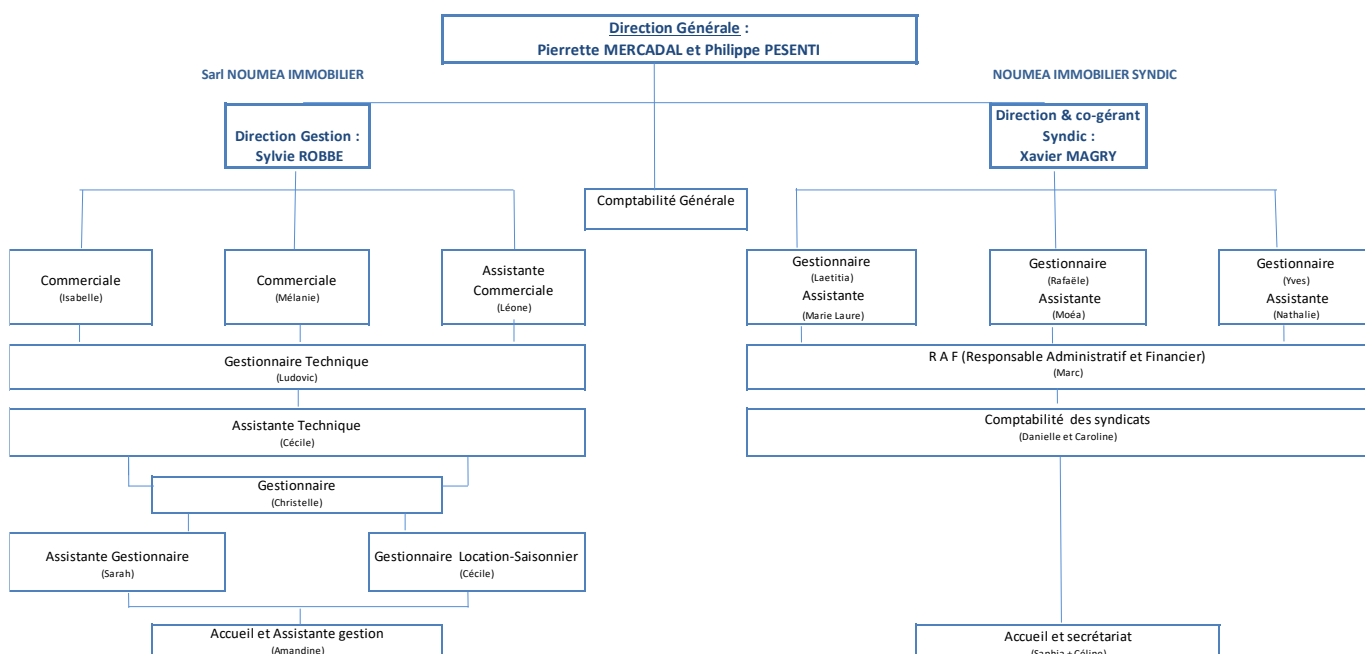 Direction Générale :
Pierrette MERCADAL et Philippe PESENTI
Sarl NOUMEA IMMOBILIER
NOUMEA IMMOBILIER SYNDIC
Direction Gestion :
Sylvie ROBBE
Direction & co-gérant
Syndic :
Xavier MAGRY
Comptabilité Générale
Commerciale
(Isabelle)
Commerciale
(Mélanie)
Assistante
Commerciale
(Léone)
Gestionnaire
(Laetitia)
Assistante
(Marie Laure)
Gestionnaire
(Rafaële)
Assistante
(Moéa)
Gestionnaire
(Yves)
Assistante
(Nathalie)
Gestionnaire Technique
(Ludovic)
R A F (Responsable Administratif et Financier)
(Marc)
Assistante Technique
(Cécile)
Comptabilité des syndicats
(Danielle et Caroline)
Gestionnaire
(Christelle)
Assistante Gestionnaire
(Sarah)
Gestionnaire Location-Saisonnier
(Cécile)
Accueil et Assistante gestion
(Amandine)
Accueil et secrétariat
+ Céline)